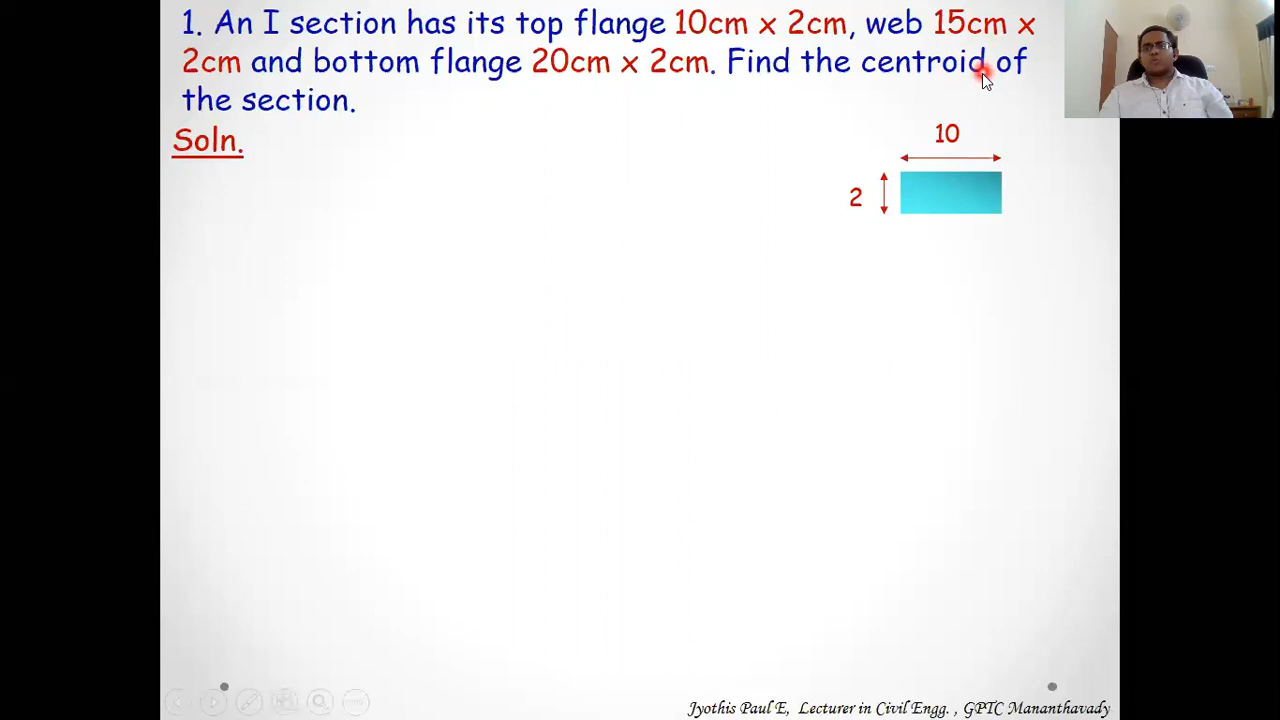 1. An I section has its top flange 10cm x 2cm, web 15cm x
2cm and bottom flange 20cm x 2cm. Find the centroid of
the section.
Soln.
10
2
Jyothis Paul E, Lecturer in Civil Engg. , GPTC Mananthavady